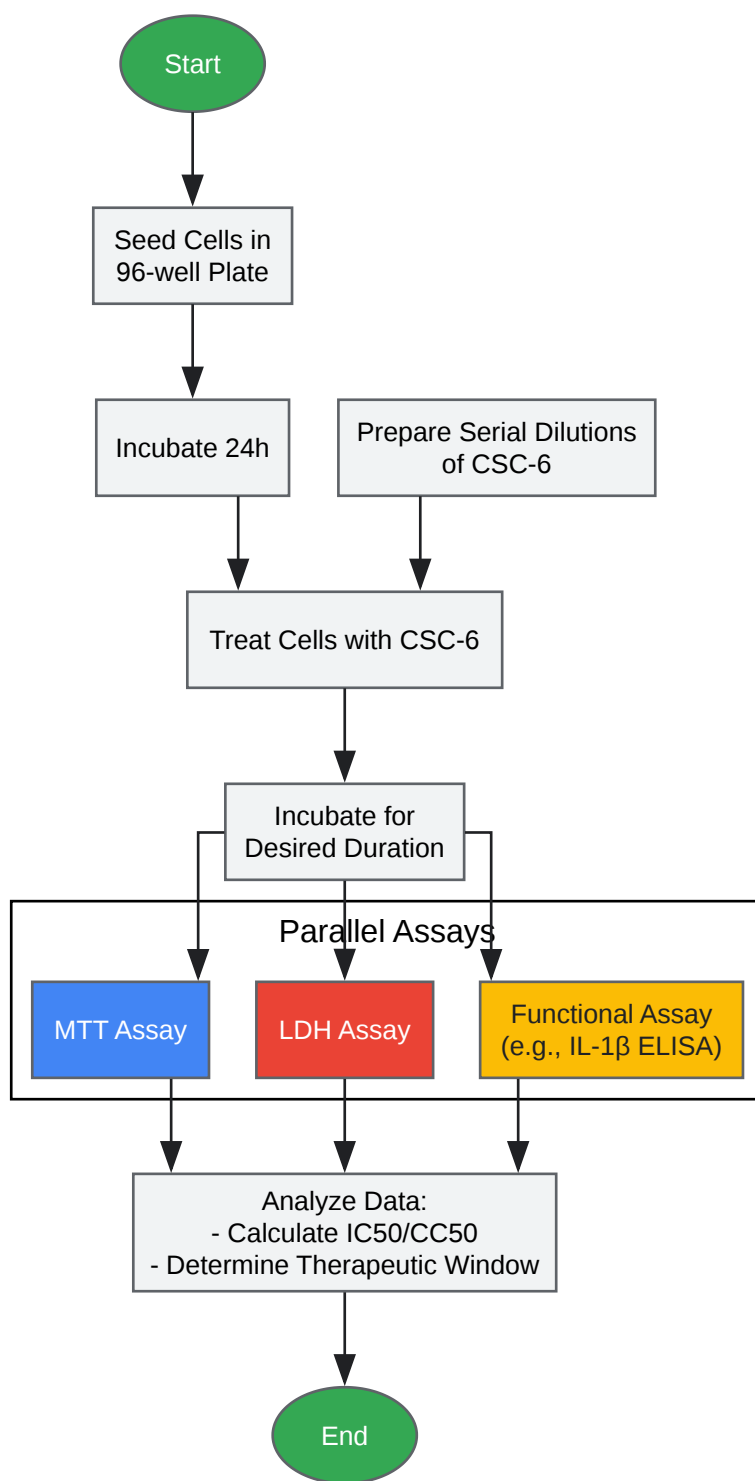 Start
Seed Cells in
96-well Plate
Incubate 24h
Prepare Serial Dilutions
of CSC-6
Treat Cells with CSC-6
Incubate for
Desired Duration
Parallel Assays
MTT Assay
LDH Assay
Functional Assay
(e.g., IL-1β ELISA)
Analyze Data:
- Calculate IC50/CC50
- Determine Therapeutic Window
End